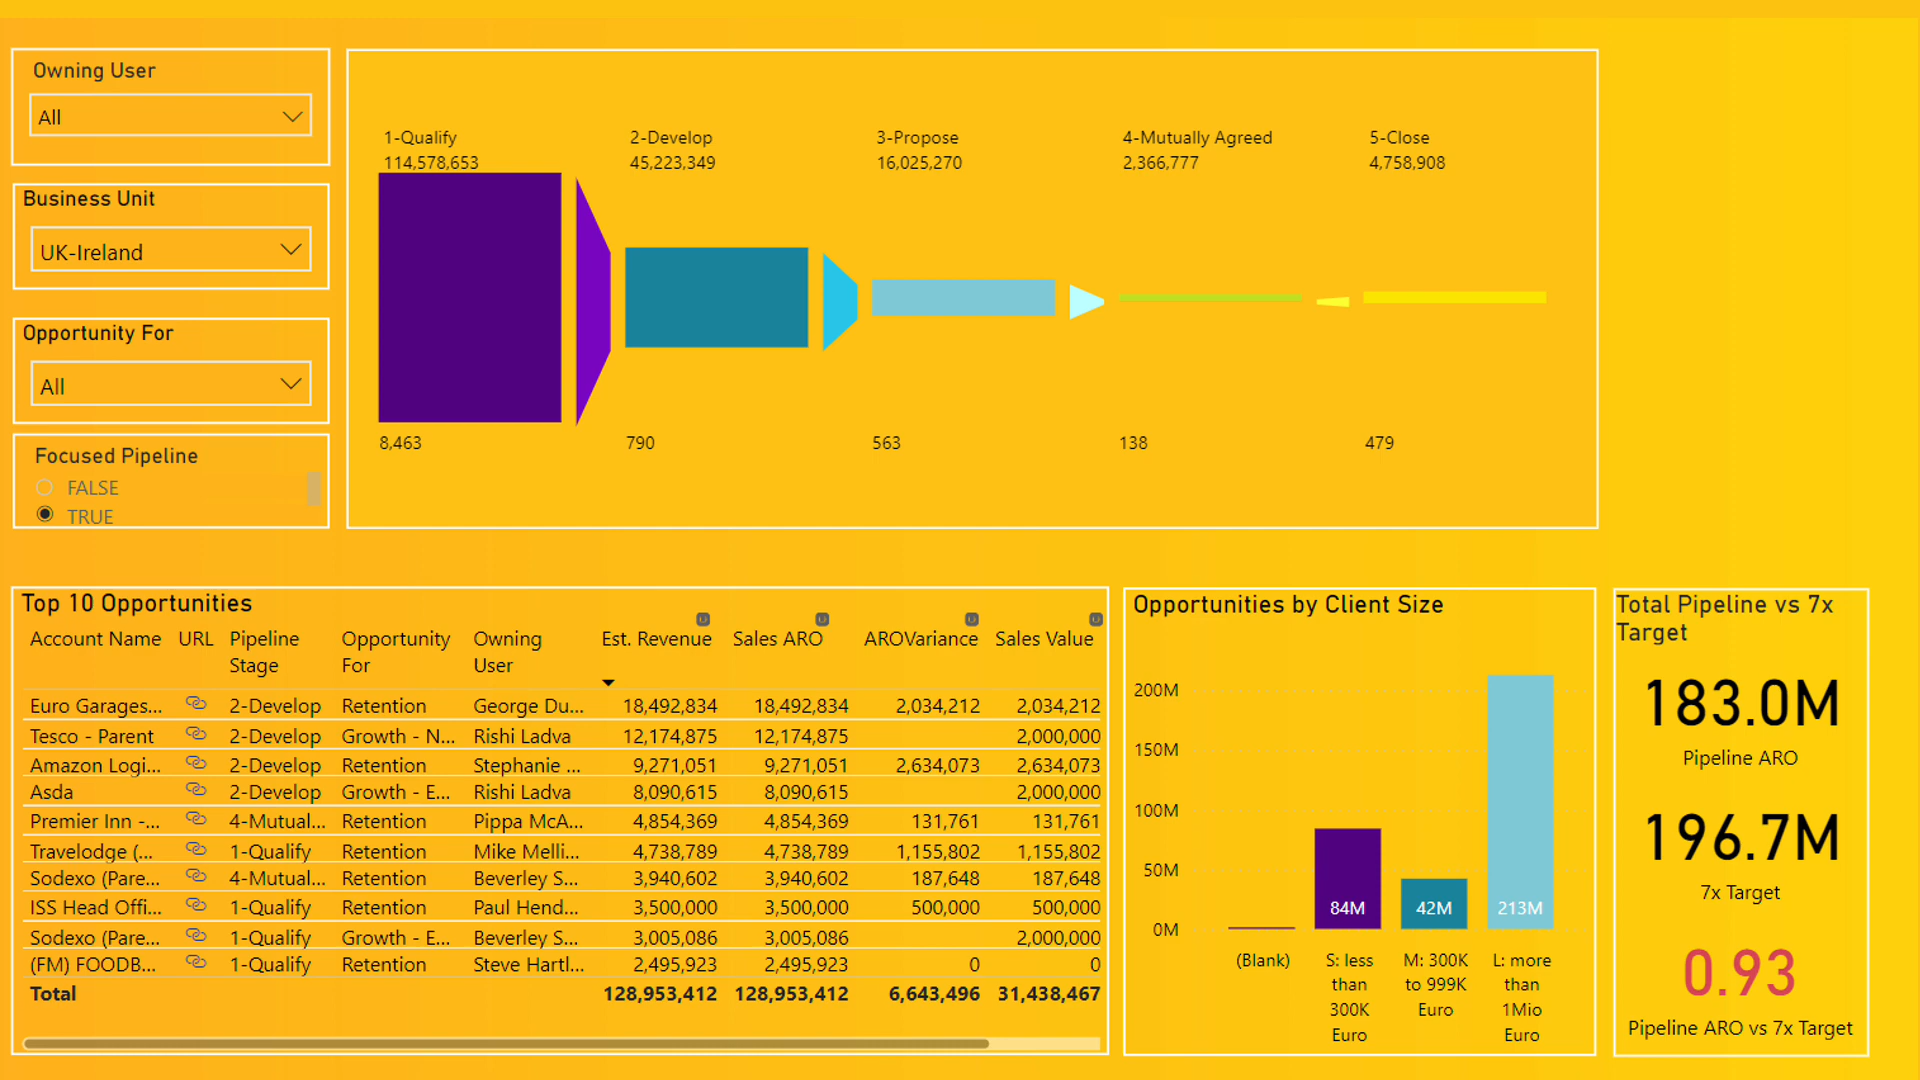 Owning User
All
Business Unit
UK-Ireland
Opportunity For
All
Focused Pipeline
FALSE
TRUE
1-Qualify 2-Develop 3-Propose 4-Mutually Agreed 5-Close
114,578,653 45,223,349 16,025,270 2,366,777 4,758,908
8,463 790 563 138 479
Top 10 Opportunities
Account Name URL Pipeline Stage Opportunity For Owning User Est. Revenue Sales ARO AROVariance Sales Value
Euro Garages... 2-Develop Retention George Du... 18,492,834 18,492,834 2,034,212 2,034,212
Tesco - Parent 2-Develop Growth - N... Rishi Ladva 12,174,875 12,174,875 2,000,000
Amazon Logi... 2-Develop Retention Stephanie ... 9,271,051 9,271,051 2,634,073 2,634,073
Asda 2-Develop Growth - E... Rishi Ladva 8,090,615 8,090,615 2,000,000
Premier Inn -... 4-Mutual... Retention Pippa McA... 4,854,369 4,854,369 131,761 131,761
Travelodge (... 1-Qualify Retention Mike Melli... 4,738,789 4,738,789 1,155,802 1,155,802
Sodexo (Pare... 4-Mutual... Retention Beverley S... 3,940,602 3,940,602 187,648 187,648
ISS Head Offi... 1-Qualify Retention Paul Hend... 3,500,000 3,500,000 500,000 500,000
Sodexo (Pare... 1-Qualify Growth - E... Beverley S... 3,005,086 3,005,086 2,000,000
(FM) FOODB... 1-Qualify Retention Steve Hartl... 2,495,923 2,495,923 0 0
Total 128,953,412 128,953,412 6,643,496 31,438,467
Opportunities by Client Size
200M
150M
100M
50M
0M
84M 42M 213M
(Blank)
S: less than 300K Euro
M: 300K to 999K Euro
L: more than 1Mio Euro
Total Pipeline vs 7x
Target
183.0M
Pipeline ARO
196.7M
7x Target
0.93
Pipeline ARO vs 7x Target